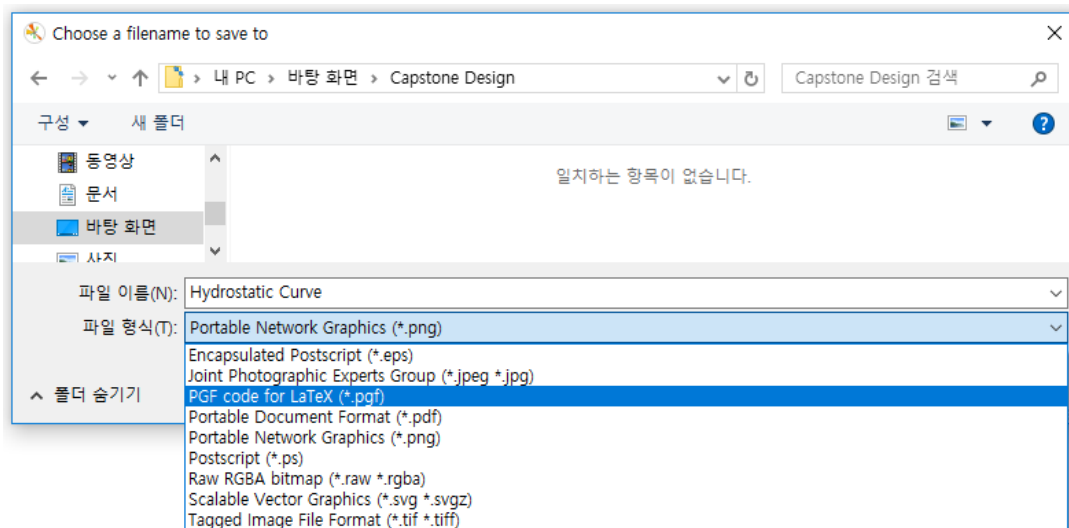 Choose a filename to save to
내 PC › 바탕 화면 › Capstone Design
Capstone Design 검색
구성
새 폴더
동영상
문서
바탕 화면
사진
일치하는 항목이 없습니다.
파일 이름(N): Hydrostatic Curve
파일 형식(T): Portable Network Graphics (*.png)
Encapsulated Postscript (*.eps)
Joint Photographic Experts Group (*.jpeg *.jpg)
폴더 숨기기
PGF code for LaTeX (*.pgf)
Portable Document Format (*.pdf)
Portable Network Graphics (*.png)
Postscript (*.ps)
Raw RGBA bitmap (*.raw *.rgba)
Scalable Vector Graphics (*.svg *.svgz)
Tagged Image File Format (*.tif *.tiff)